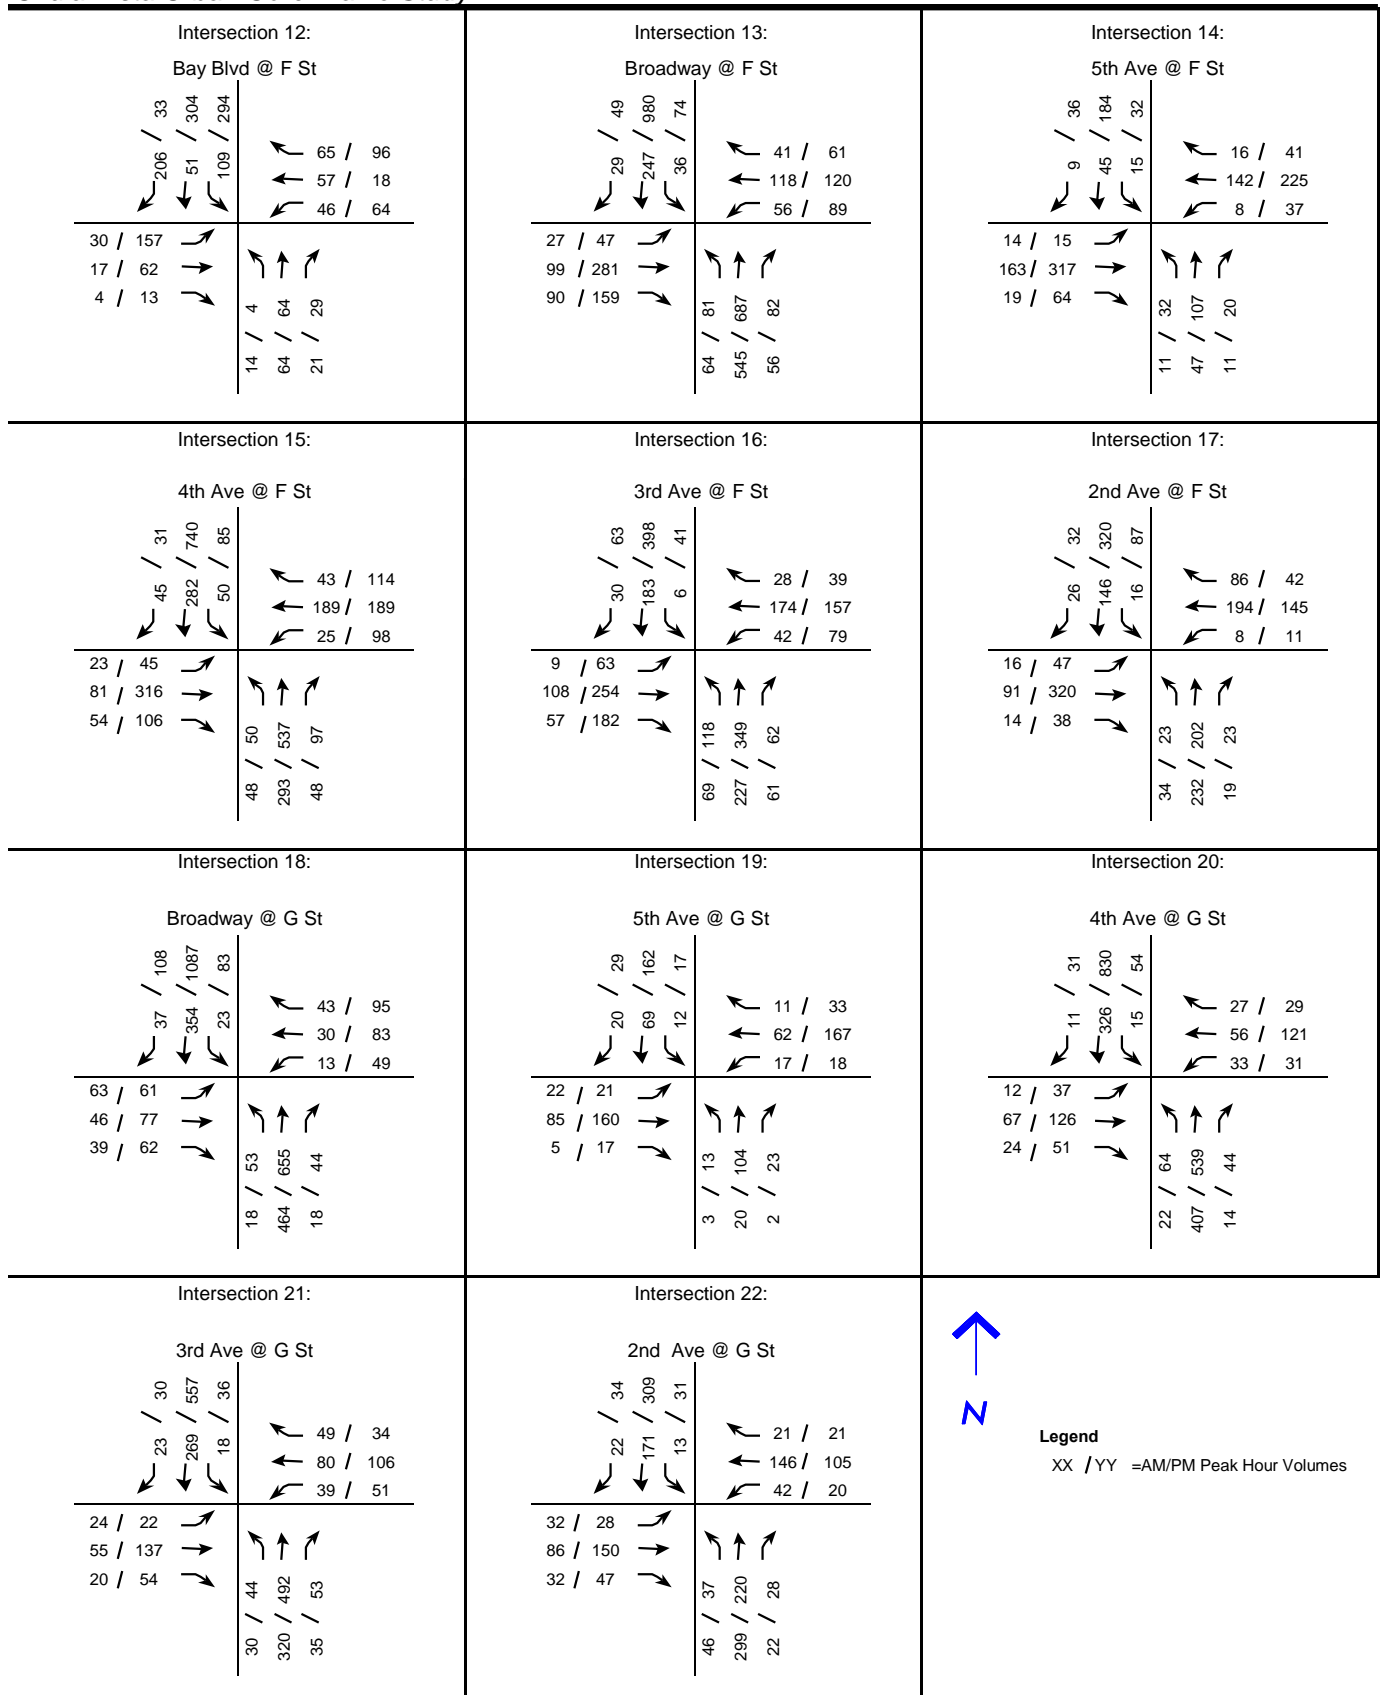 Intersection 12:
Bay Blvd @ F St
33 304 294
206 51 109
65 / 96
57 / 18
46 / 64
30 / 157
17 / 62
4 / 13
4 64 29
14 64 21
Intersection 13:
Broadway @ F St
49 980 74
29 247 36
41 / 61
118 / 120
56 / 89
27 / 47
99 / 281
90 / 159
81 687 82
64 545 56
Intersection 14:
5th Ave @ F St
36 184 32
9 45 15
16 / 41
142 / 225
8 / 37
14 / 15
163 / 317
19 / 64
32 107 20
11 47 11
Intersection 15:
4th Ave @ F St
31 740 85
45 282 50
43 / 114
189 / 189
25 / 98
23 / 45
81 / 316
54 / 106
50 537 97
48 293 48
Intersection 16:
3rd Ave @ F St
63 398 41
30 183 6
28 / 39
174 / 157
42 / 79
9 / 63
108 / 254
57 / 182
118 349 62
69 227 61
Intersection 17:
2nd Ave @ F St
32 320 87
26 146 16
86 / 42
194 / 145
8 / 11
16 / 47
91 / 320
14 / 38
23 202 23
34 232 19
Intersection 18:
Broadway @ G St
108 1087 83
37 354 23
43 / 95
30 / 83
13 / 49
63 / 61
46 / 77
39 / 62
53 655 44
18 464 18
Intersection 19:
5th Ave @ G St
29 162 17
20 69 12
11 / 33
62 / 167
17 / 18
22 / 21
85 / 160
5 / 17
13 104 23
3 20 2
Intersection 20:
4th Ave @ G St
31 830 54
11 326 15
27 / 29
56 / 121
33 / 31
12 / 37
67 / 126
24 / 51
64 539 44
22 407 14
Intersection 21:
3rd Ave @ G St
30 557 36
23 269 18
49 / 34
80 / 106
39 / 51
24 / 22
55 / 137
20 / 54
44 492 53
30 320 35
Intersection 22:
2nd Ave @ G St
34 309 31
22 171 13
21 / 21
146 / 105
42 / 20
32 / 28
86 / 150
32 / 47
37 220 28
46 299 22
N
Legend
XX / YY =AM/PM Peak Hour Volumes